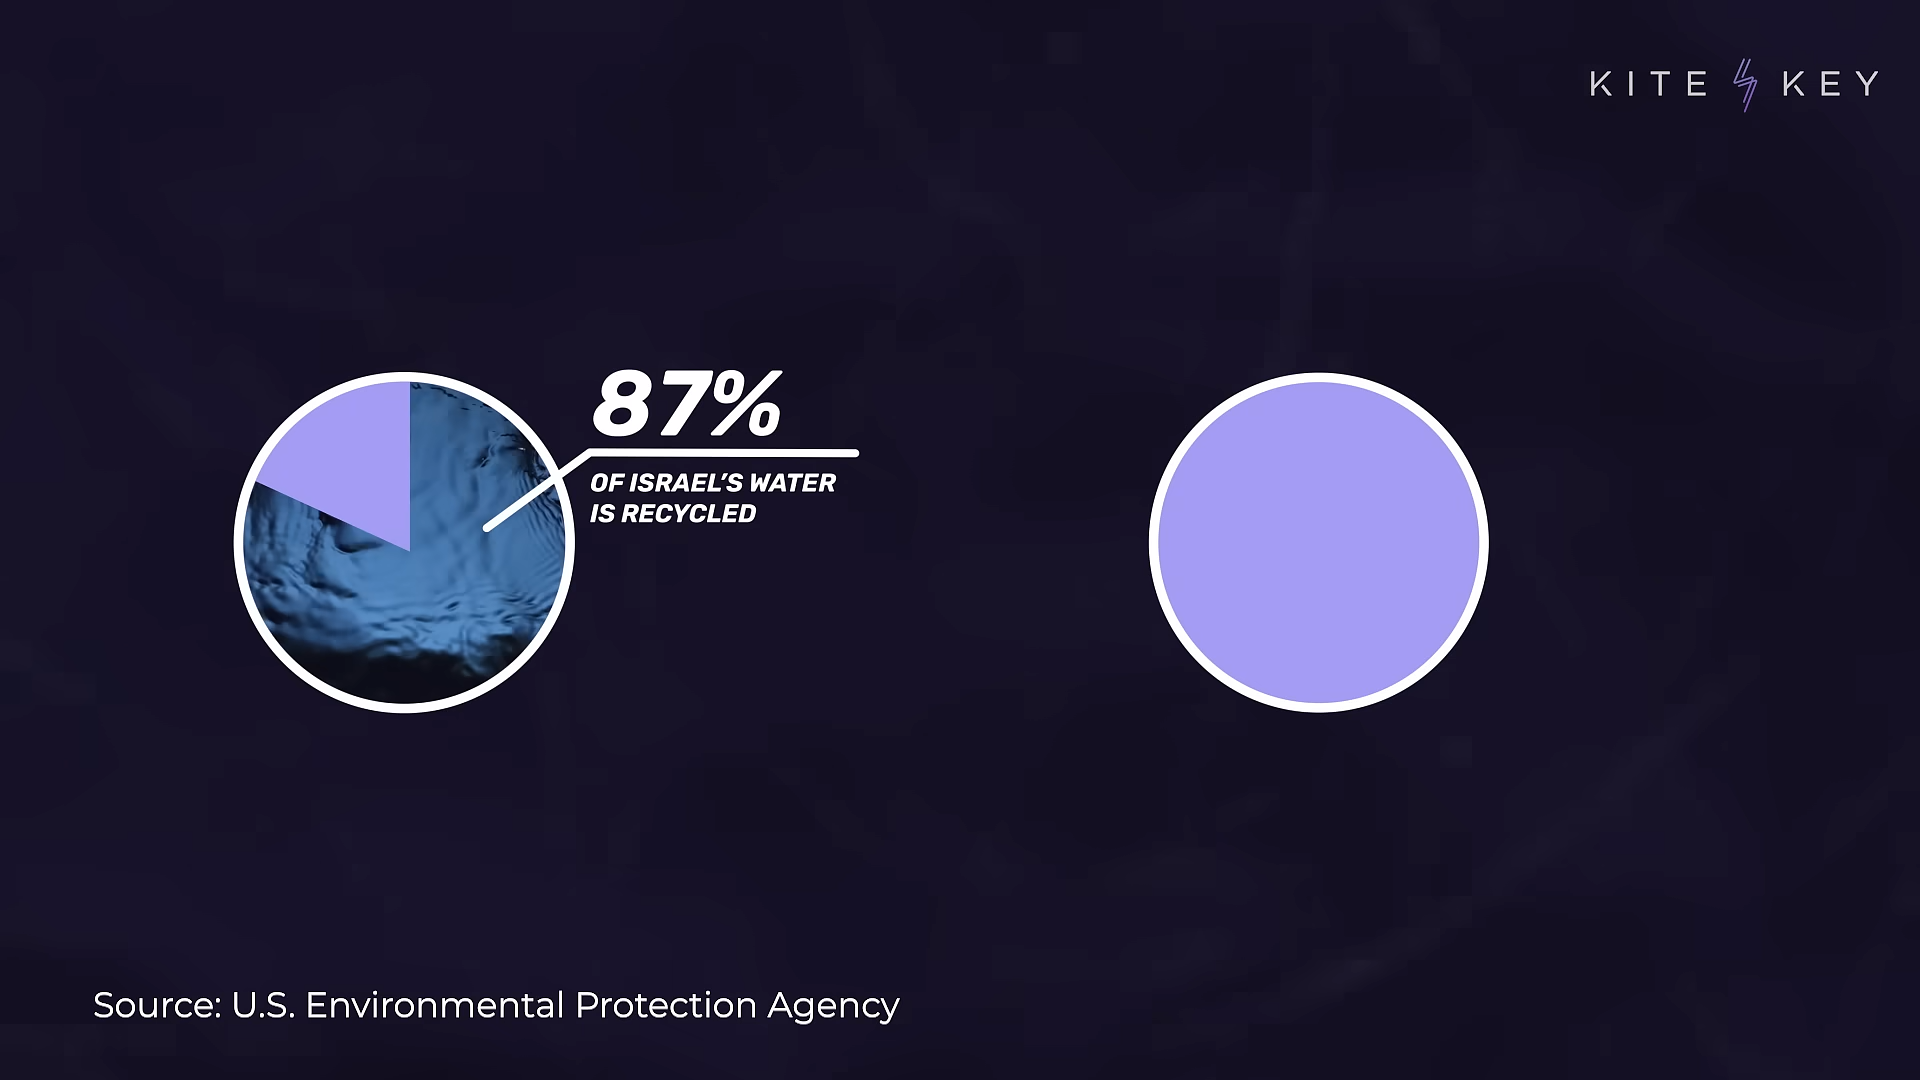 KITE KEY
87%
OF ISRAEL'S WATER
IS RECYCLED
Source: U.S. Environmental Protection Agency